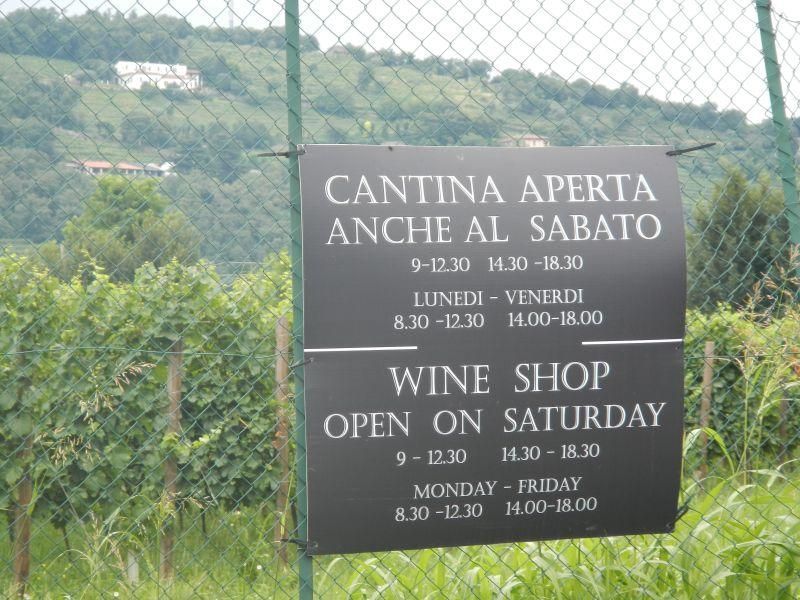 CANTINA APERTA
ANCHE AL SABATO
9-12.30 14.30 -18.30
LUNEDI - VENERDI
8.30 -12.30 14.00-18.00
WINE SHOP
OPEN ON SATURDAY
9 - 12.30 14.30 - 18.30
MONDAY - FRIDAY
8.30 -12.30 14.00-18.00